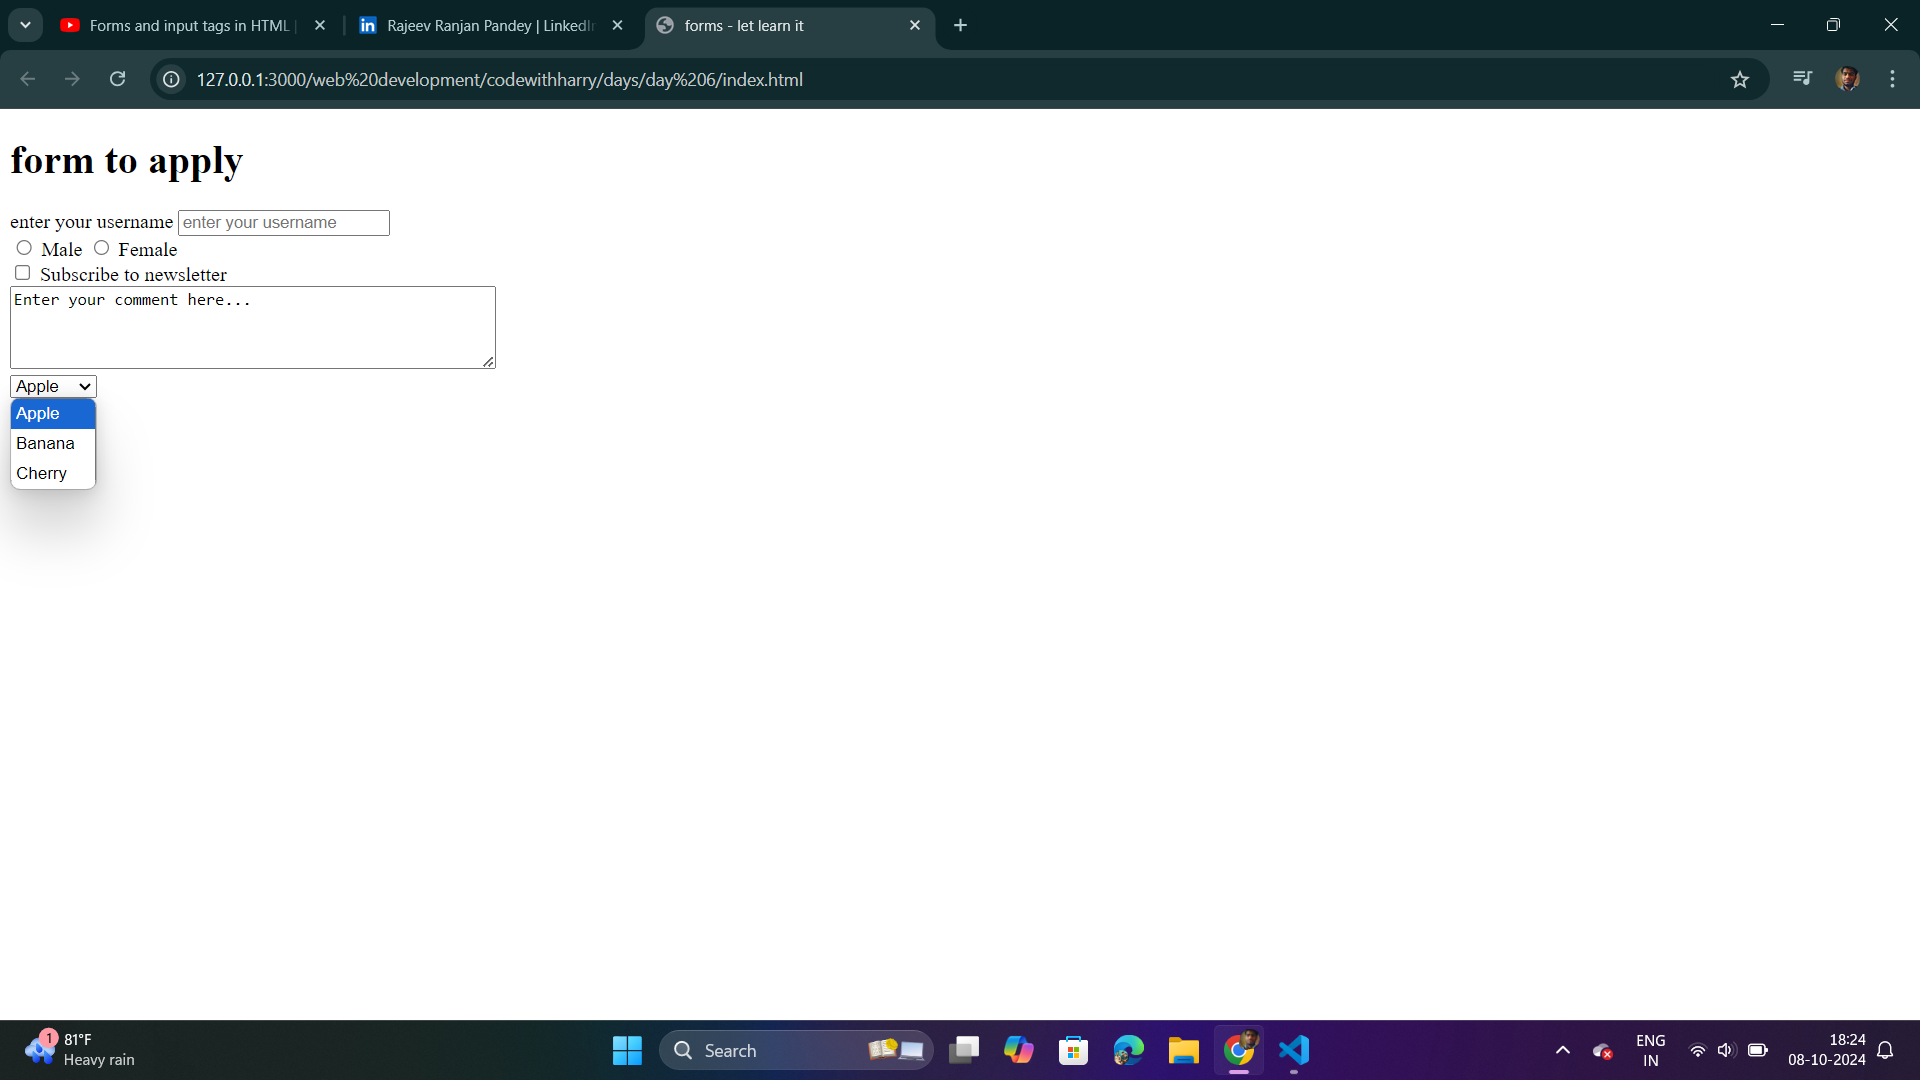 Forms and input tags in HTML |
Rajeev Ranjan Pandey | LinkedIn
forms - let learn it
127.0.0.1:3000/web%20development/codewithharry/days/day%206/index.html
form to apply
enter your username enter your username
Male Female
Subscribe to newsletter
Enter your comment here...
Apple
Apple
Banana
Cherry
1
81°F
Heavy rain
Search
ENG
IN
18:24
08-10-2024